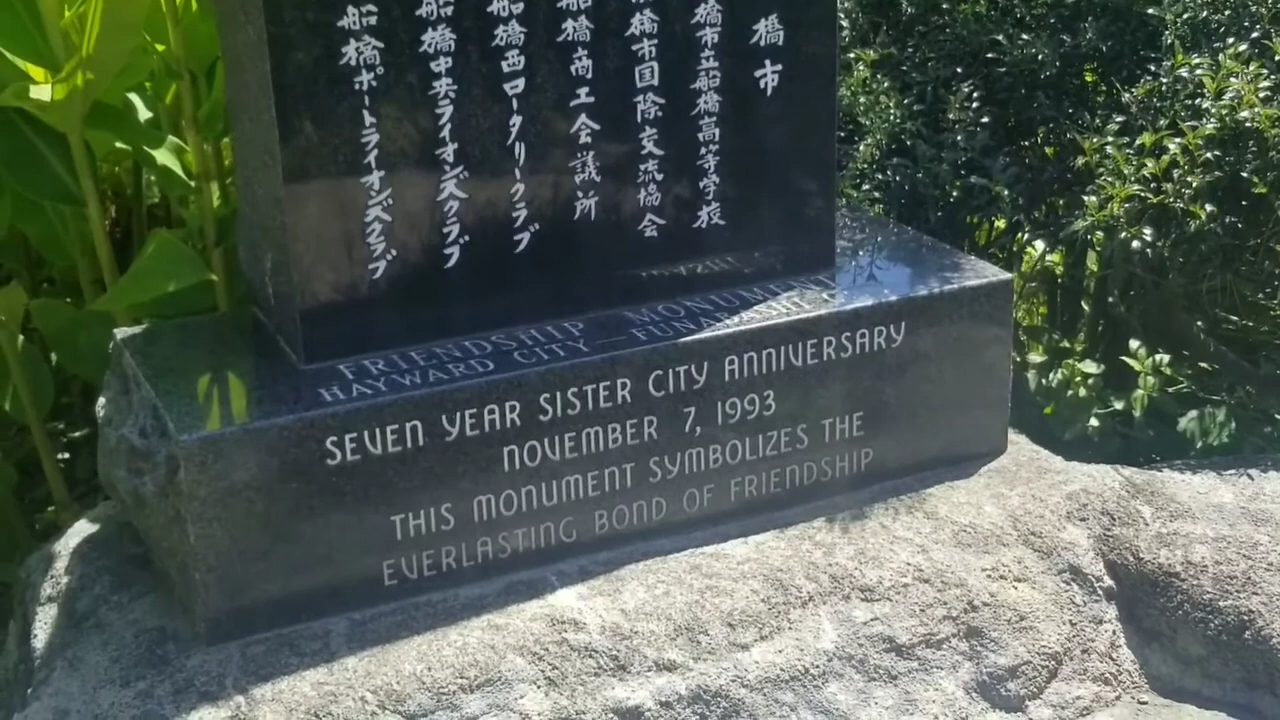 橋市
橋市立船橋高等学校
橋市国際交流協会
船橋商工会議所
船橋西ロータリークラブ
船橋中央ライオンズクラブ
船橋ポートライオンズクラブ
FRIENDSHIP MONUMENT
HAYWARD CITY—FUNABASHI C
SEVEN YEAR SISTER CITY ANNIVERSARY
NOVEMBER 7, 1993
THIS MONUMENT SYMBOLIZES THE
EVERLASTING BOND OF FRIENDSHIP